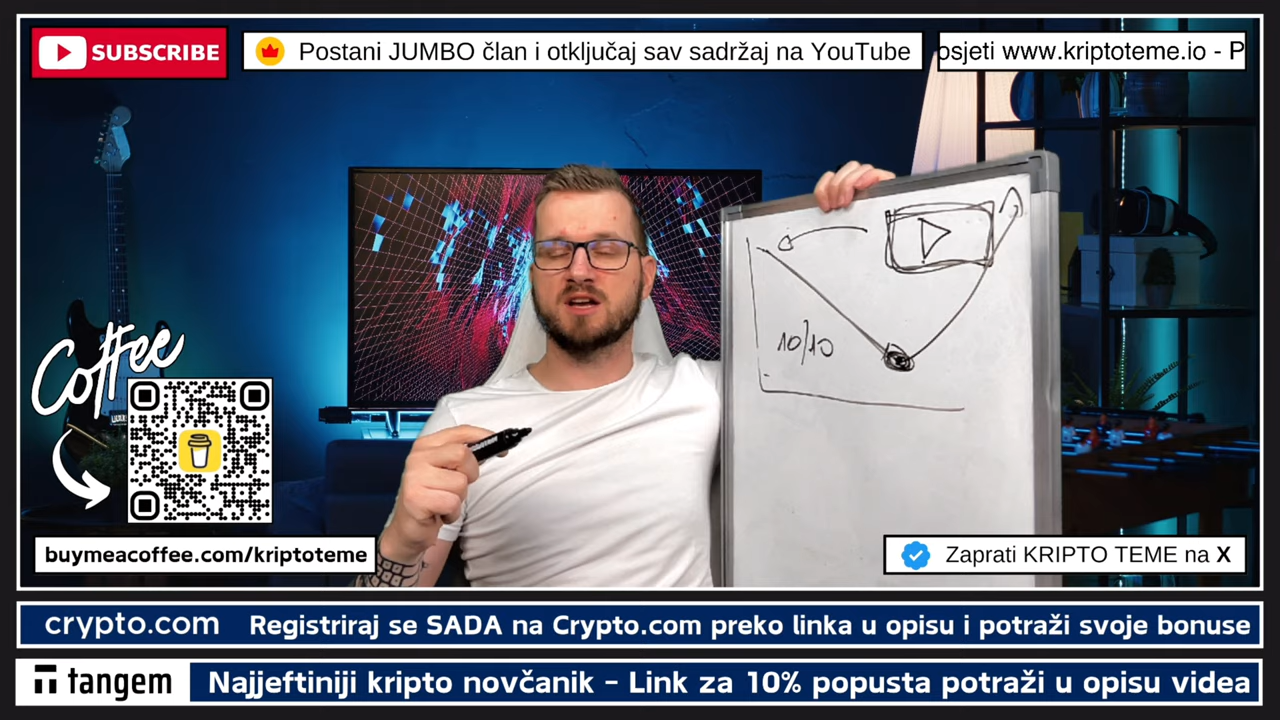 SUBSCRIBE
Postani JUMBO član i otključaj sav sadržaj na YouTube
osjeti www.kriptoteme.io - P
10/10
Coffee
buymeacoffee.com/kriptoteme
Zaprati KRIPTO TEME na X
crypto.com
Registriraj se SADA na Crypto.com preko linka u opisu i potraži svoje bonuse
tangem
Najjeftiniji kripto novčanik - Link za 10% popusta potraži u opisu videa